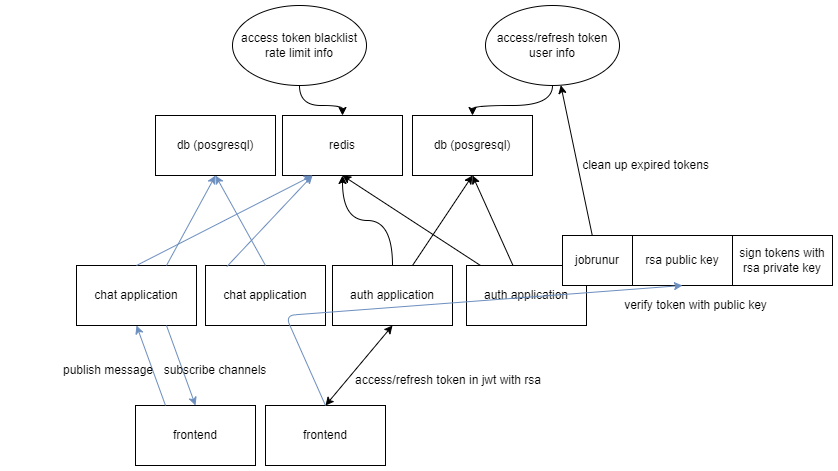 access token blacklist
rate limit info
access/refresh token
user info
db (posgresql)
redis
db (posgresql)
clean up expired tokens
jobrunur
rsa public key
sign tokens with
rsa private key
chat application
chat application
auth application
auth application
verify token with public key
publish message
subscribe channels
access/refresh token in jwt with rsa
frontend
frontend